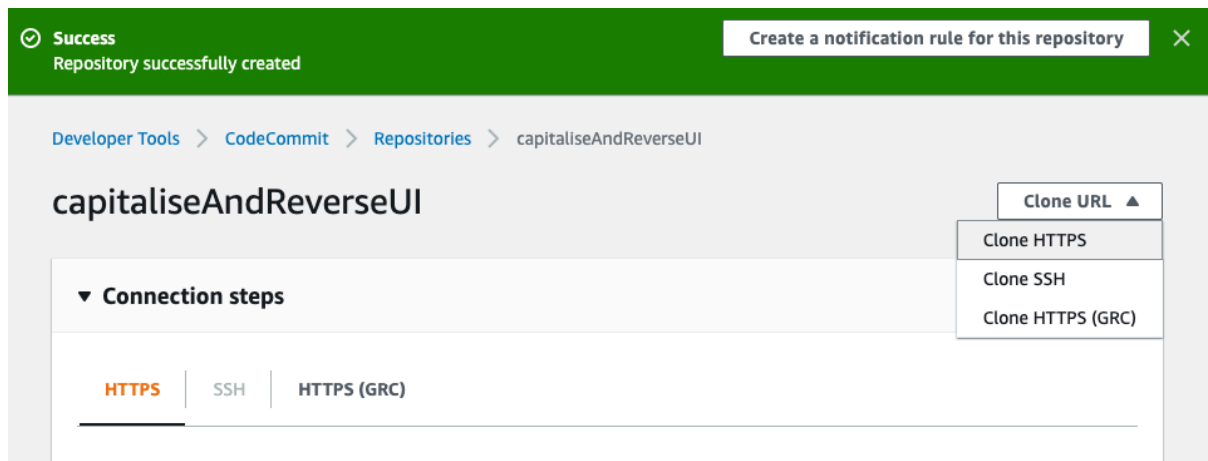 Success
Repository successfully created
Create a notification rule for this repository
Developer Tools
CodeCommit
Repositories
capitaliseAndReverseUI
capitaliseAndReverseUI
Clone URL
Clone HTTPS
Clone SSH
Clone HTTPS (GRC)
Connection steps
HTTPS
SSH
HTTPS (GRC)